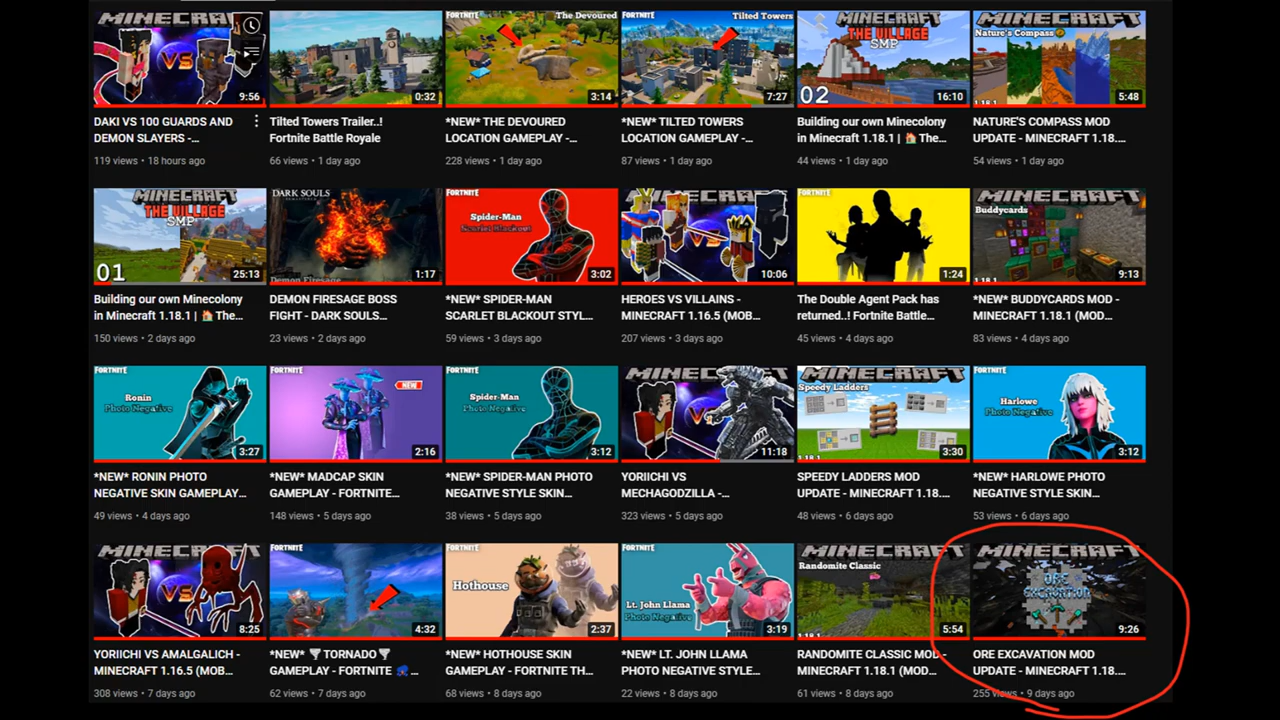 MINECRAFT
VS
9:56
DAKI VS 100 GUARDS AND
DEMON SLAYERS -...
119 views • 18 hours ago
0:32
Tilted Towers Trailer..!
Fortnite Battle Royale
66 views • 1 day ago
FORTNITE
The Devoured
3:14
*NEW* THE DEVOURED
LOCATION GAMEPLAY -...
228 views • 1 day ago
FORTNITE
Tilted Towers
7:27
*NEW* TILTED TOWERS
LOCATION GAMEPLAY -...
87 views • 1 day ago
MINECRAFT
THE VILLAGE
SMP
02
16:10
Building our own Minecolony
in Minecraft 1.18.1 | 🏠The...
44 views • 1 day ago
MINECRAFT
Nature's Compass
1.18.1
5:48
NATURE'S COMPASS MOD
UPDATE - MINECRAFT 1.18....
54 views • 1 day ago
MINECRAFT
THE VILLAGE
SMP
01
25:13
Building our own Minecolony
in Minecraft 1.18.1 | 🏠The...
150 views • 2 days ago
DARK SOULS
REMASTERED
Demon Firesage
1:17
DEMON FIRESAGE BOSS
FIGHT - DARK SOULS...
23 views • 2 days ago
FORTNITE
Spider-Man
Scarlet Blackout
3:02
*NEW* SPIDER-MAN
SCARLET BLACKOUT STYL...
59 views • 3 days ago
MINECRAFT
VS
10:06
HEROES VS VILLAINS -
MINECRAFT 1.16.5 (MOB...
207 views • 3 days ago
FORTNITE
1:24
The Double Agent Pack has
returned..! Fortnite Battle...
45 views • 4 days ago
MINECRAFT
Buddycards
1.18.1
9:13
*NEW* BUDDYCARDS MOD -
MINECRAFT 1.18.1 (MOD...
83 views • 4 days ago
FORTNITE
Ronin
Photo Negative
3:27
*NEW* RONIN PHOTO
NEGATIVE SKIN GAMEPLAY...
49 views • 4 days ago
NEW
2:16
*NEW* MADCAP SKIN
GAMEPLAY - FORTNITE...
148 views • 5 days ago
FORTNITE
Spider-Man
Photo Negative
3:12
*NEW* SPIDER-MAN PHOTO
NEGATIVE STYLE SKIN...
38 views • 5 days ago
MINECRAFT
11:18
YORIICHI VS
MECHAGODZILLA -...
323 views • 5 days ago
MINECRAFT
Speedy Ladders
1.18.1
3:30
SPEEDY LADDERS MOD
UPDATE - MINECRAFT 1.18....
48 views • 6 days ago
FORTNITE
Harlowe
Photo Negative
3:12
*NEW* HARLOWE PHOTO
NEGATIVE STYLE SKIN...
53 views • 6 days ago
MINECRAFT
VS
8:25
YORIICHI VS AMALGALICH -
MINECRAFT 1.16.5 (MOB...
308 views • 7 days ago
FORTNITE
4:32
*NEW* 🌪TORNADO🌪
GAMEPLAY - FORTNITE ...
62 views • 7 days ago
FORTNITE
Hothouse
2:37
*NEW* HOTHOUSE SKIN
GAMEPLAY - FORTNITE TH...
68 views • 8 days ago
FORTNITE
Lt. John Llama
Photo Negative
3:19
*NEW* LT. JOHN LLAMA
PHOTO NEGATIVE STYLE...
22 views • 8 days ago
MINECRAFT
Randomite Classic
1.18.1
5:54
RANDOMITE CLASSIC MOD -
MINECRAFT 1.18.1 (MOD...
61 views • 8 days ago
MINECRAFT
ORE
EXCAVATION
9:26
ORE EXCAVATION MOD
UPDATE - MINECRAFT 1.18....
255 views • 9 days ago